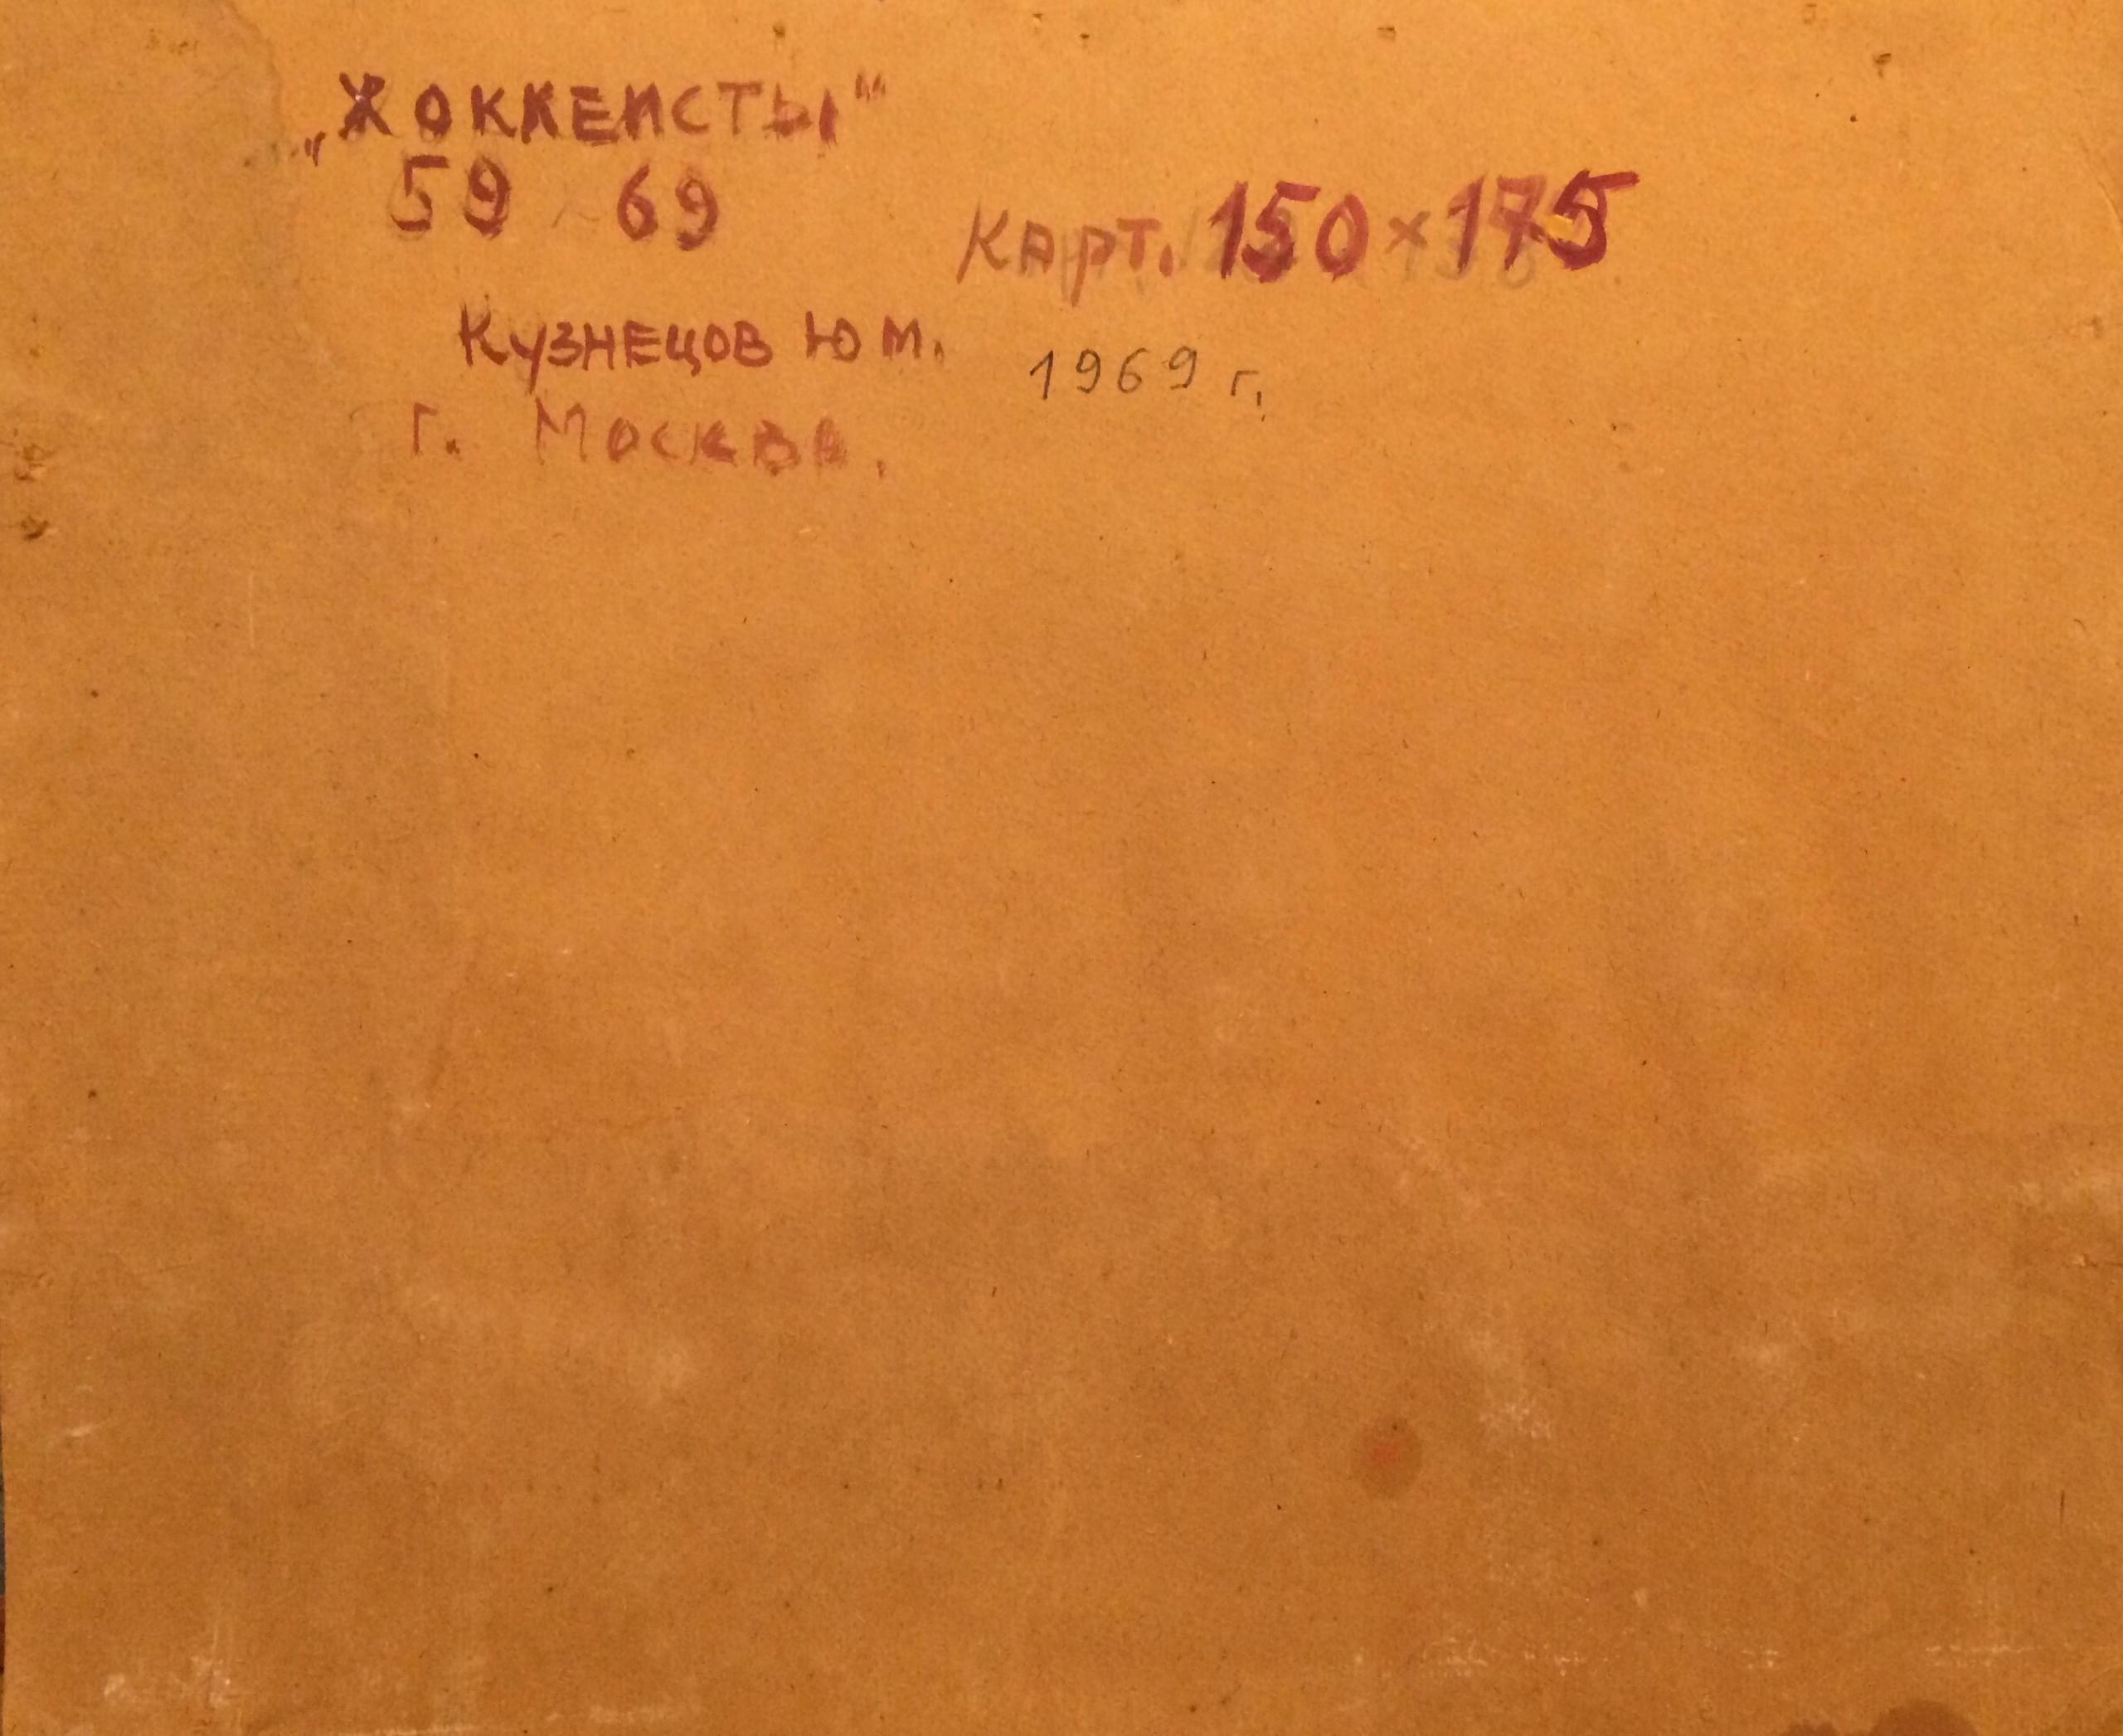 „ХОККЕИСТЫ"
59 69
Карт. 150×175
Кузнецов Ю М.
1969 г.
г. Москва.